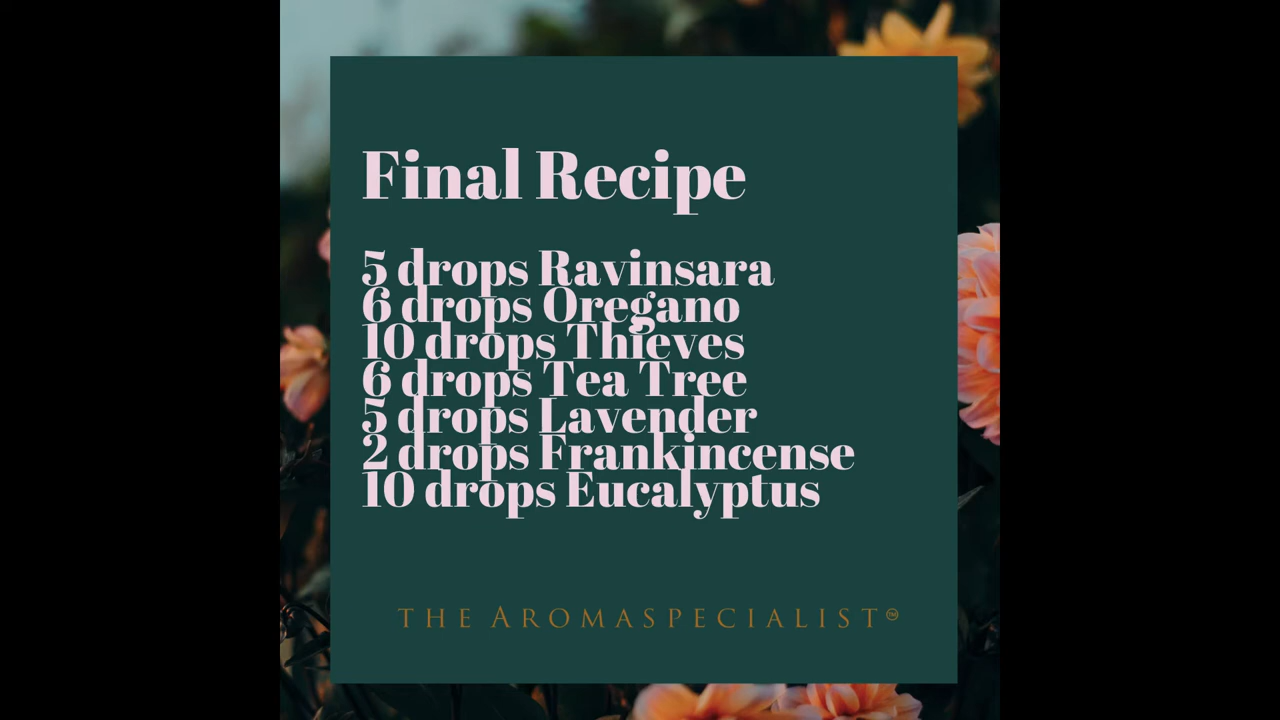 Final Recipe
5 drops Ravinsara
6 drops Oregano
10 drops Thieves
6 drops Tea Tree
5 drops Lavender
2 drops Frankincense
10 drops Eucalyptus
THE AROMASPECIALIST™